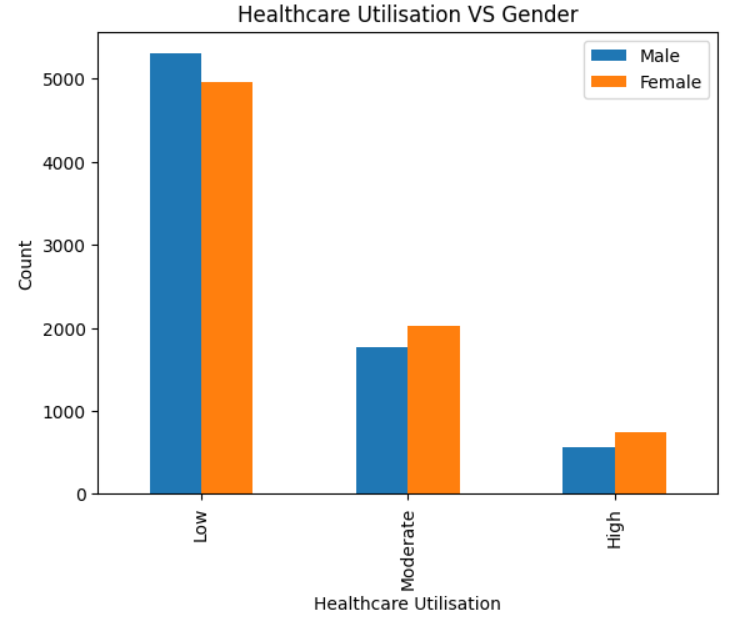 Healthcare Utilisation VS Gender
Male
Female
5000
4000
3000
2000
1000
0
Count
Low
Moderate
High
Healthcare Utilisation